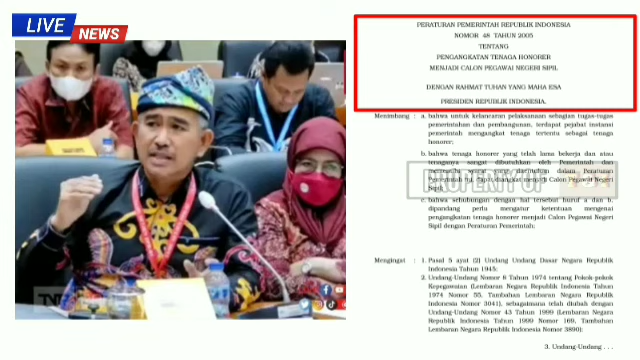 LIVE
NEWS
PERATURAN PEMERINTAH REPUBLIK INDONESIA
NOMOR 48 TAHUN 2005
TENTANG
PENGANGKATAN TENAGA HONORER
MENJADI CALON PEGAWAI NEGERI SIPIL
DENGAN RAHMAT TUHAN YANG MAHA ESA
PRESIDEN REPUBLIK INDONESIA,
Menimbang : a. bahwa untuk kelancaran pelaksanaan sebagian tugas-tugas
pemerintahan dan pembangunan, terdapat pejabat instansi
pemerintah mengangkat tenaga tertentu sebagai tenaga
honorer;
b. bahwa tenaga honorer yang telah lama bekerja dan atau
tenaganya sangat dibutuhkan oleh Pemerintah dan
dalam Peraturan
Calon Pegawai Negeri
Sipil
PROPERTY OF
c. bahwa sehubungan dengan hal tersebut huruf a dan b,
dipandang perlu mengatur ketentuan mengenai
pengangkatan tenaga honorer menjadi Calon Pegawai Negeri
Sipil dengan Peraturan Pemerintah;
Mengingat : 1. Pasal 5 ayat (2) Undang Undang Dasar Negara Republik
Indonesia Tahun 1945;
2. Undang-Undang Nomor 8 Tahun 1974 tentang Pokok-pokok
Kepegawaian (Lembaran Negara Republik Indonesia Tahun
1974 Nomor 55, Tambahan Lembaran Negara Republik
Indonesia Nomor 3041), sebagaimana telah diubah dengan
Undang-Undang Nomor 43 Tahun 1999 (Lembaran Negara
Republik Indonesia Tahun 1999 Nomor 169, Tambahan
Lembaran Negara Republik Indonesia Nomor 3890);
3. Undang-Undang . . .